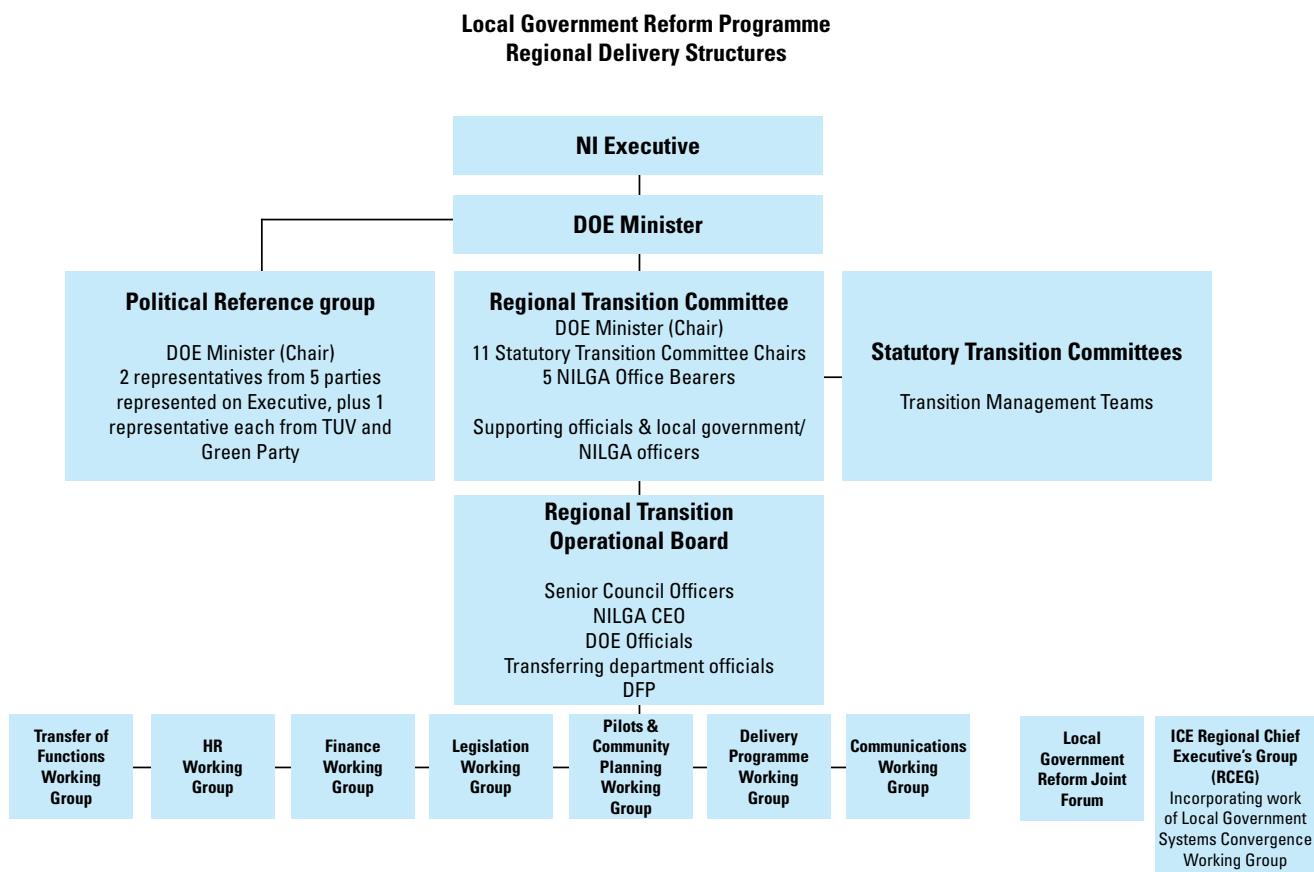 Local Government Reform Programme
Regional Delivery Structures
NI Executive
DOE Minister
Political Reference group
DOE Minister (Chair)
2 representatives from 5 parties
represented on Executive, plus 1
representative each from TUV and
Green Party
Regional Transition Committee
DOE Minister (Chair)
11 Statutory Transition Committee Chairs
5 NILGA Office Bearers
Supporting officials & local government/
NILGA officers
Statutory Transition Committees
Transition Management Teams
Regional Transition
Operational Board
Senior Council Officers
NILGA CEO
DOE Officials
Transferring department officials
DFP
Transfer of
Functions
Working
Group
HR
Working
Group
Finance
Working
Group
Legislation
Working
Group
Pilots &
Community
Planning
Working
Group
Delivery
Programme
Working
Group
Communications
Working
Group
Local
Government
Reform Joint
Forum
ICE Regional Chief
Executive's Group
(RCEG)
Incorporating work
of Local Government
Systems Convergence
Working Group